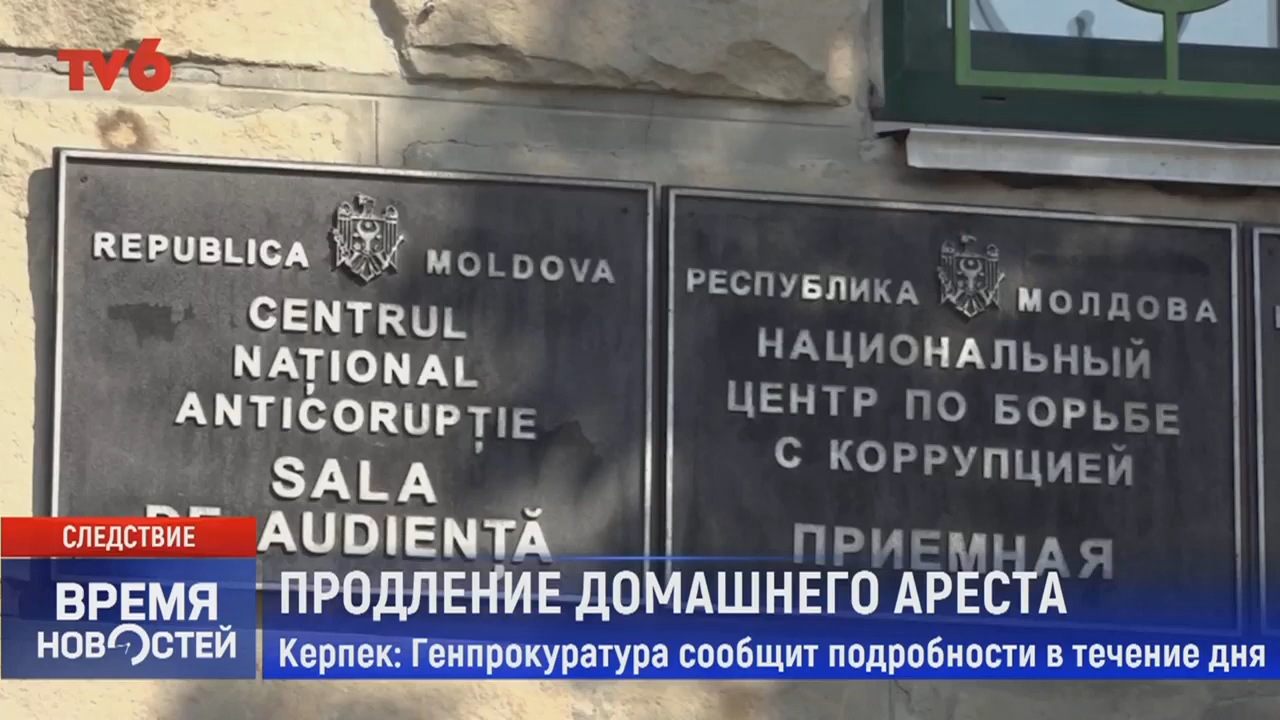 TV6
REPUBLICA MOLDOVA
CENTRUL
NAȚIONAL
ANTICORUPȚIE
SALA
DE AUDIENȚĂ
РЕСПУБЛИКА МОЛДОВА
НАЦИОНАЛЬНЫЙ
ЦЕНТР ПО БОРЬБЕ
С КОРРУПЦИЕЙ
ПРИЕМНАЯ
СЛЕДСТВИЕ
ВРЕМЯ
НОВОСТЕЙ
ПРОДЛЕНИЕ ДОМАШНЕГО АРЕСТА
Керпек: Генпрокуратура сообщит подробности в течение дня